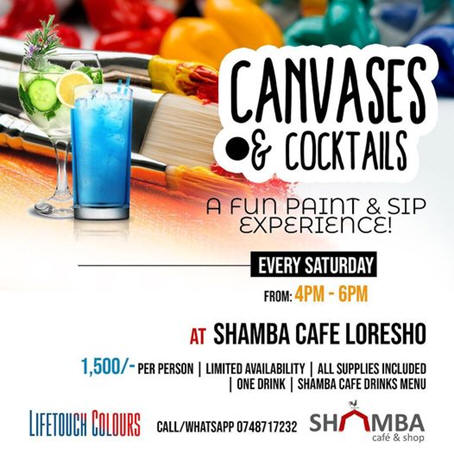 CANVASES
& COCKTAILS
A FUN PAINT & SIP
EXPERIENCE!
EVERY SATURDAY
FROM: 4PM - 6PM
AT SHAMBA CAFE LORESHO
1,500/- PER PERSON | LIMITED AVAILABILITY | ALL SUPPLIES INCLUDED
| ONE DRINK | SHAMBA CAFE DRINKS MENU
LIFETOUCH COLOURS
CALL/WHATSAPP 0748717232
SHAMBA
café & shop